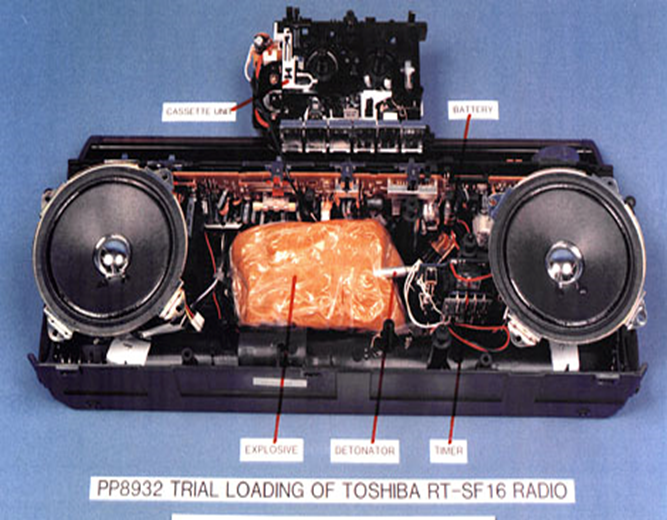 CASSETTE UNIT
BATTERY
EXPLOSIVE
DETONATOR
TIMER
PP8932 TRIAL LOADING OF TOSHIBA RT-SF16 RADIO